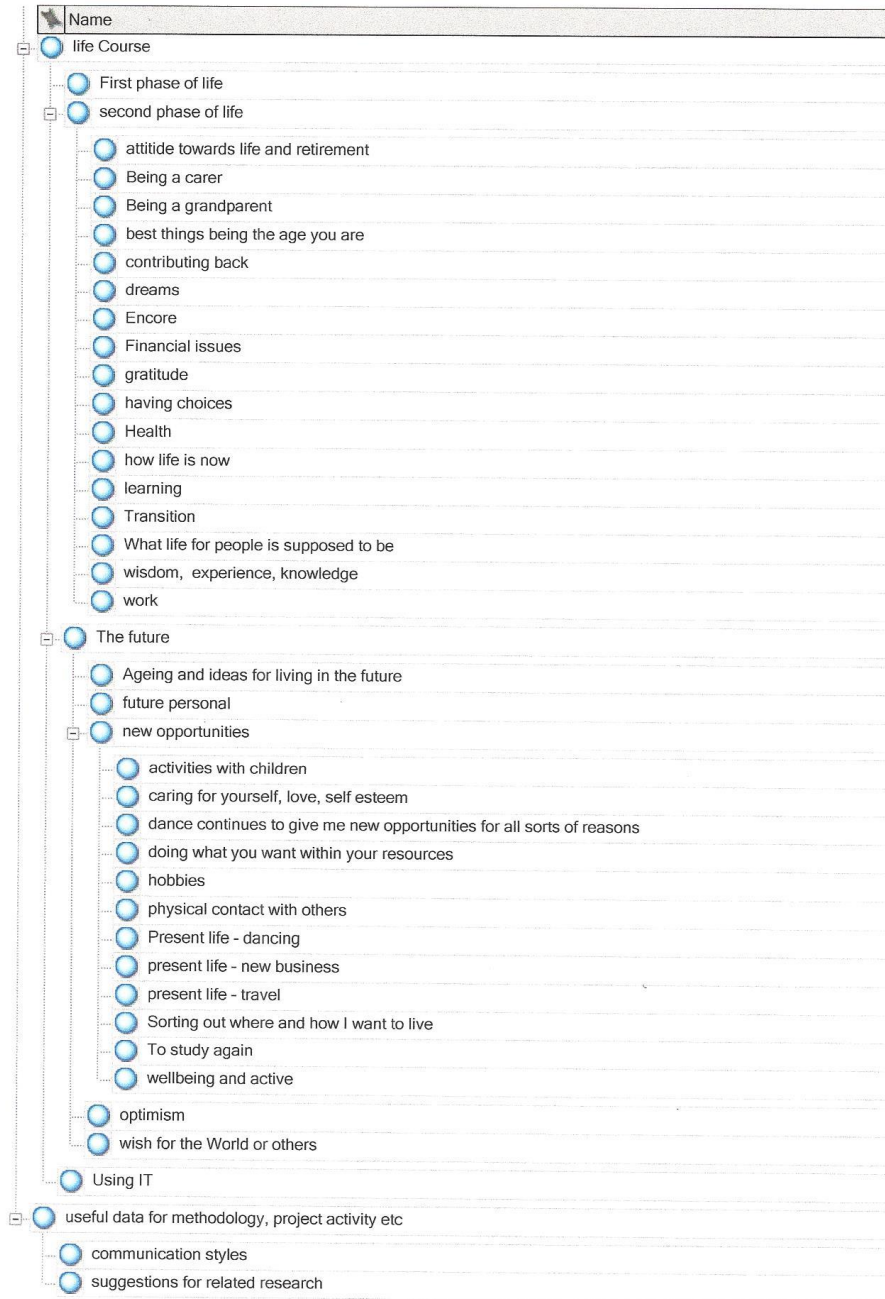 Name
life Course
First phase of life
second phase of life
attitide towards life and retirement
Being a carer
Being a grandparent
best things being the age you are
contributing back
dreams
Encore
Financial issues
gratitude
having choices
Health
how life is now
learning
Transition
What life for people is supposed to be
wisdom, experience, knowledge
work
The future
Ageing and ideas for living in the future
future personal
new opportunities
activities with children
caring for yourself, love, self esteem
dance continues to give me new opportunities for all sorts of reasons
doing what you want within your resources
hobbies
physical contact with others
Present life - dancing
present life - new business
present life - travel
Sorting out where and how I want to live
To study again
wellbeing and active
optimism
wish for the World or others
Using IT
useful data for methodology, project activity etc
communication styles
suggestions for related research